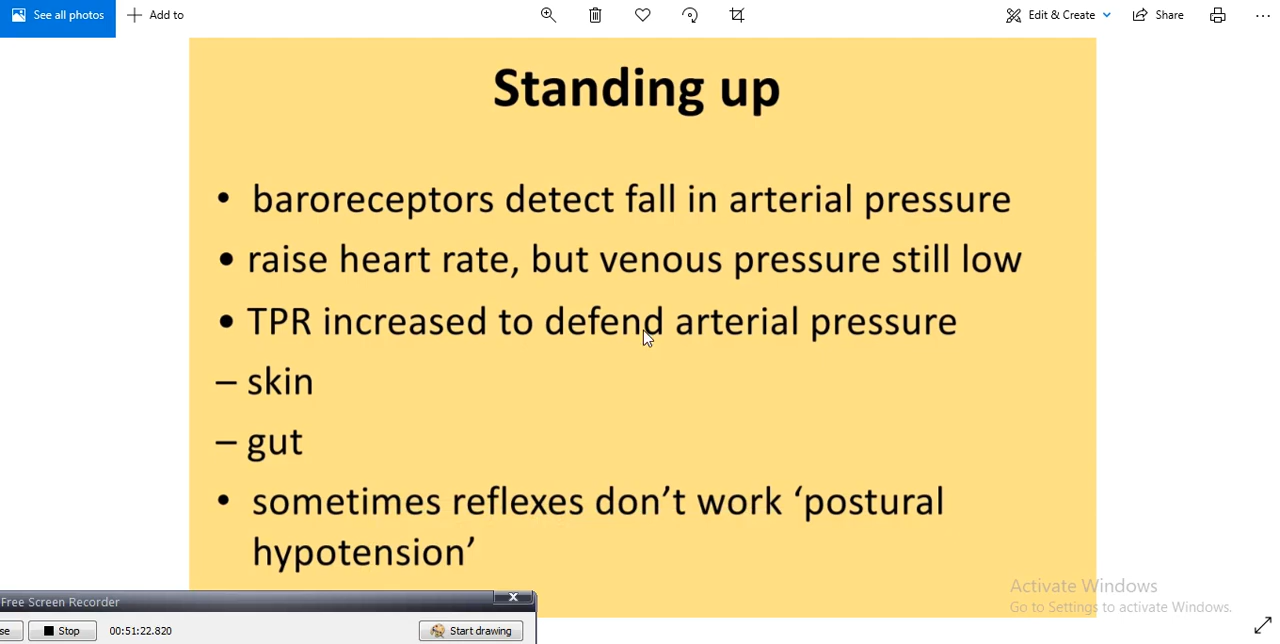 See all photos
Add to
Edit & Create
Share
Standing up
• baroreceptors detect fall in arterial pressure
• raise heart rate, but venous pressure still low
• TPR increased to defend arterial pressure
– skin
– gut
• sometimes reflexes don’t work ‘postural
hypotension’
Activate Windows
Go to Settings to activate Windows.
Free Screen Recorder
se
Stop
00:51:22.820
Start drawing